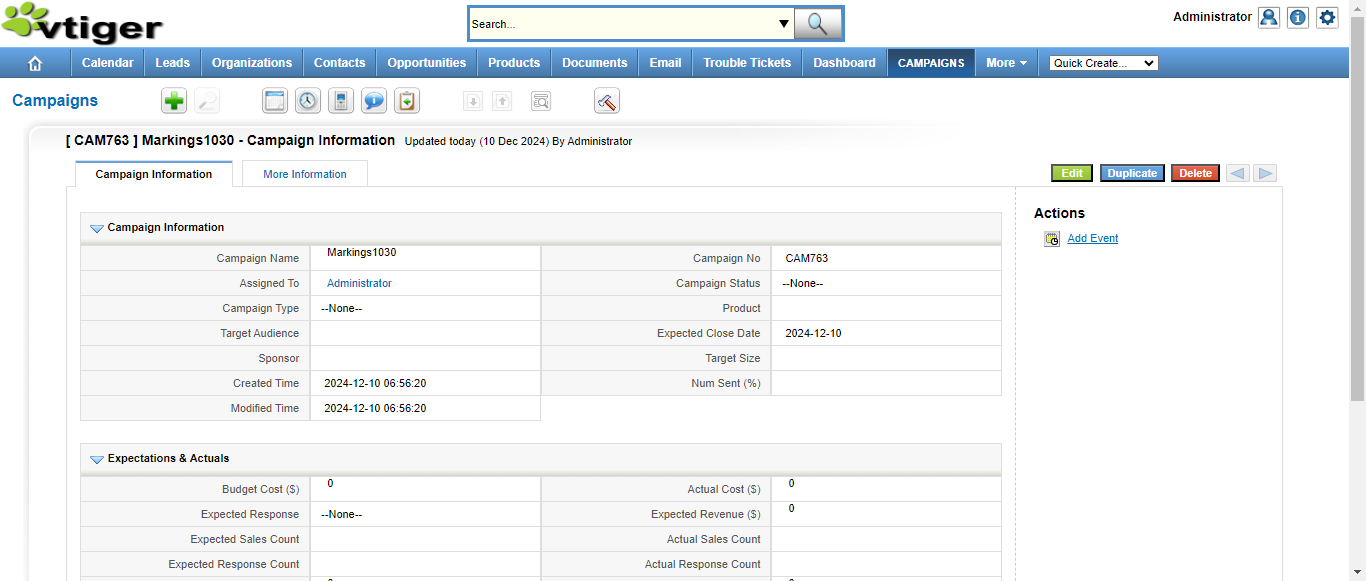 vtiger
Search...
Administrator
Calendar Leads Organizations Contacts Opportunities Products Documents Email Trouble Tickets Dashboard CAMPAIGNS More Quick Create...
Campaigns
[ CAM763 ] Markings1030 - Campaign Information Updated today (10 Dec 2024) By Administrator
Campaign Information More Information Edit Duplicate Delete
Actions
Add Event
Campaign Information
Campaign Name Markings1030 Campaign No CAM763
Assigned To Administrator Campaign Status --None--
Campaign Type --None-- Product
Target Audience Expected Close Date 2024-12-10
Sponsor Target Size
Created Time 2024-12-10 06:56:20 Num Sent (%)
Modified Time 2024-12-10 06:56:20
Expectations & Actuals
Budget Cost ($) 0 Actual Cost ($) 0
Expected Response --None-- Expected Revenue ($) 0
Expected Sales Count Actual Sales Count
Expected Response Count Actual Response Count